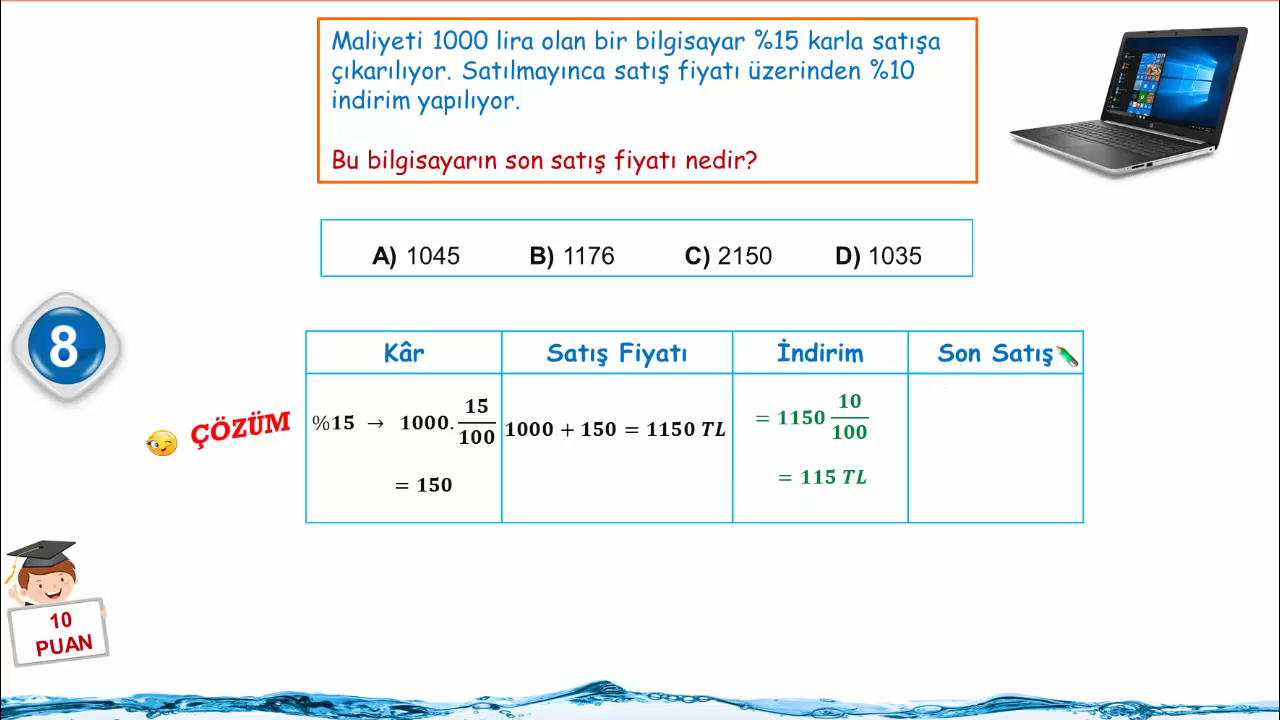 Maliyeti 1000 lira olan bir bilgisayar %15 karla satışa
çıkarılıyor. Satılmayınca satış fiyatı üzerinden %10
indirim yapılıyor.
Bu bilgisayarın son satış fiyatı nedir?
A) 1045 B) 1176 C) 2150 D) 1035
8
ÇÖZÜM
Kâr Satış Fiyatı İndirim Son Satış
%15 → 1000. 15/100 1000 + 150 = 1150 TL = 1150 10/100
= 150 = 115 TL
10
PUAN